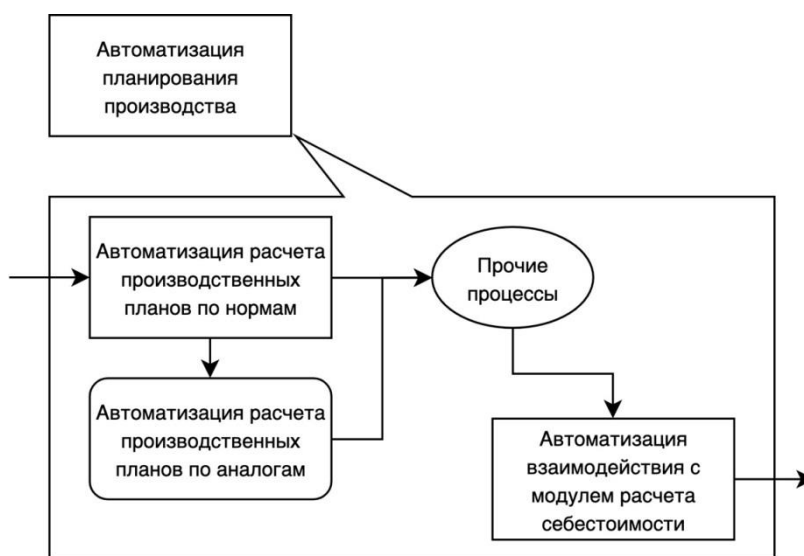 Автоматизация
планирования
производства
Автоматизация расчета
производственных
планов по нормам
Прочие
процессы
Автоматизация расчета
производственных
планов по аналогам
Автоматизация
взаимодействия с
модулем расчета
себестоимости